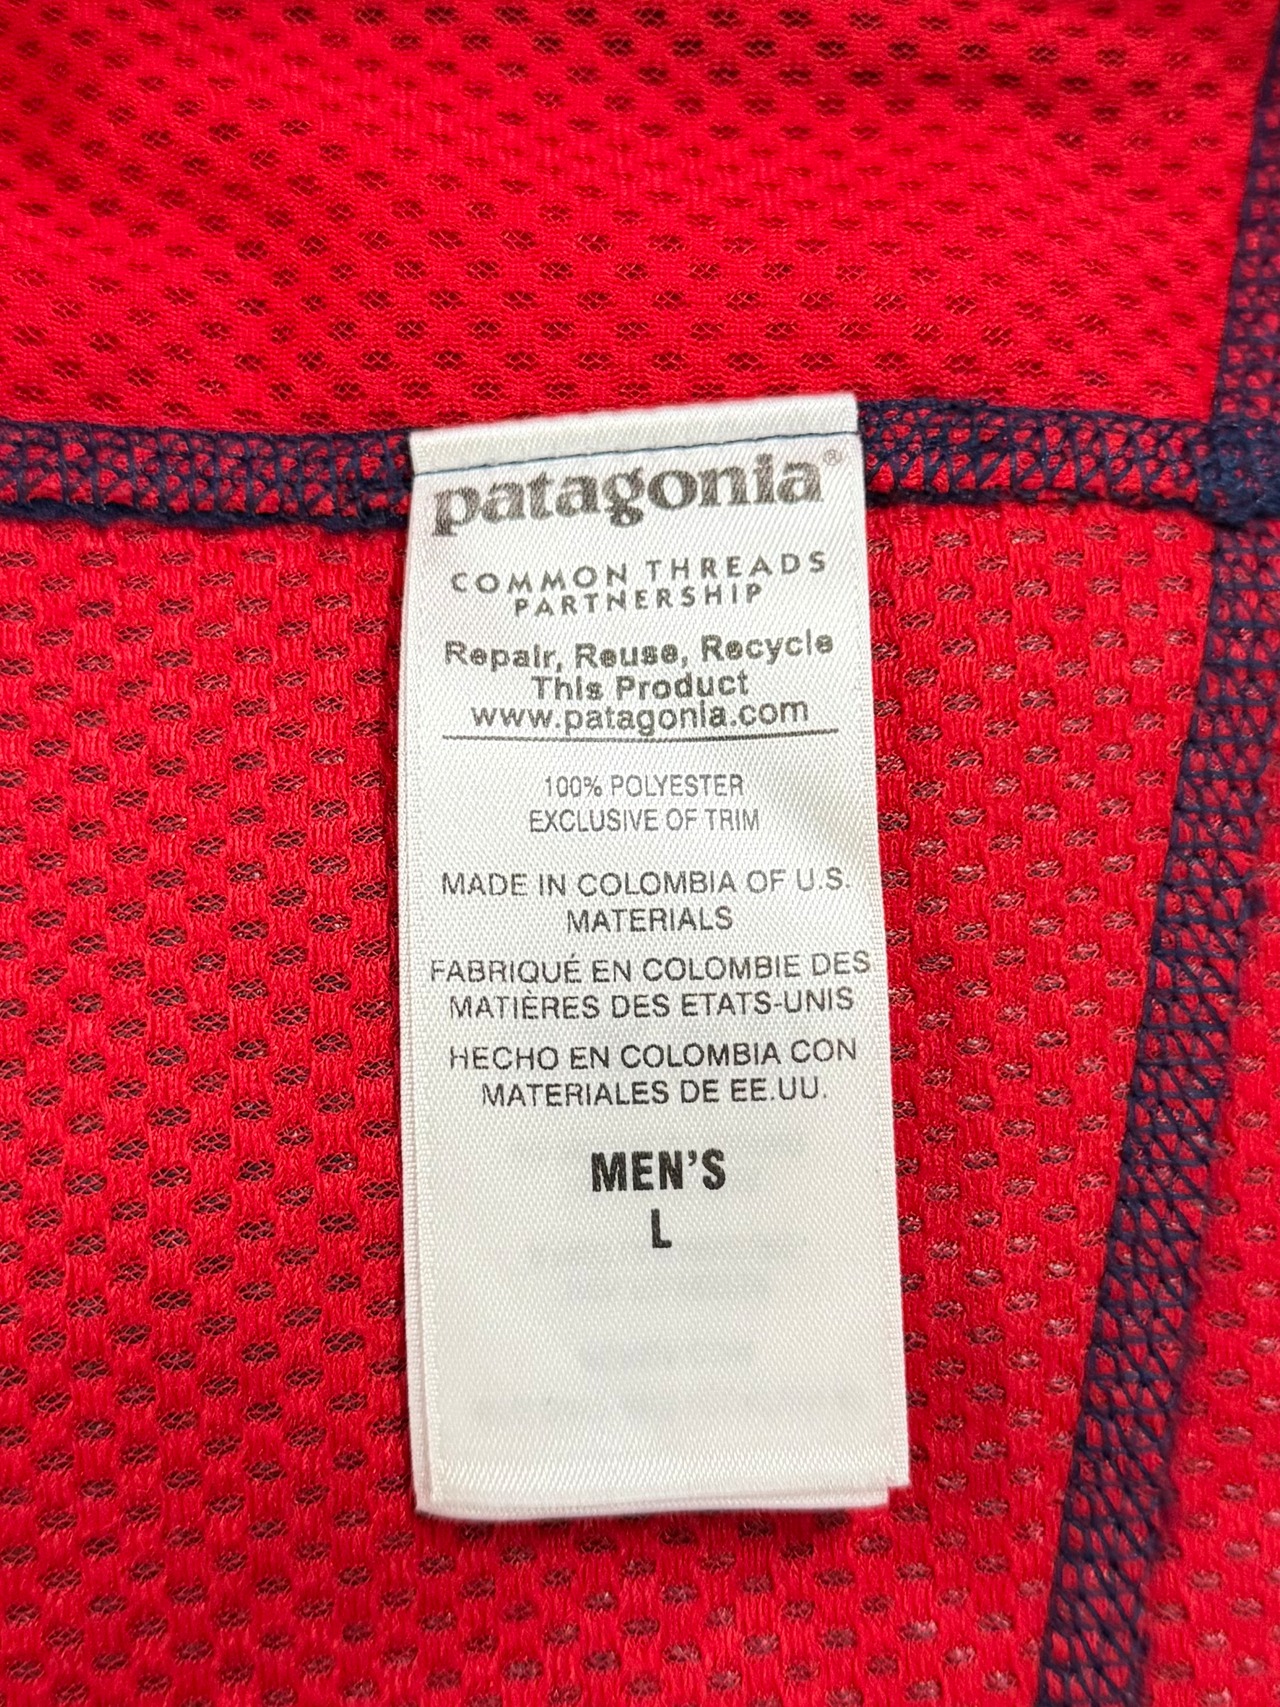 patagonia®
COMMON THREADS
PARTNERSHIP
Repair, Reuse, Recycle
This Product
www.patagonia.com
100% POLYESTER
EXCLUSIVE OF TRIM
MADE IN COLOMBIA OF U.S.
MATERIALS
FABRIQUÉ EN COLOMBIE DES
MATIÈRES DES ETATS-UNIS
HECHO EN COLOMBIA CON
MATERIALES DE EE.UU.
MEN'S
L